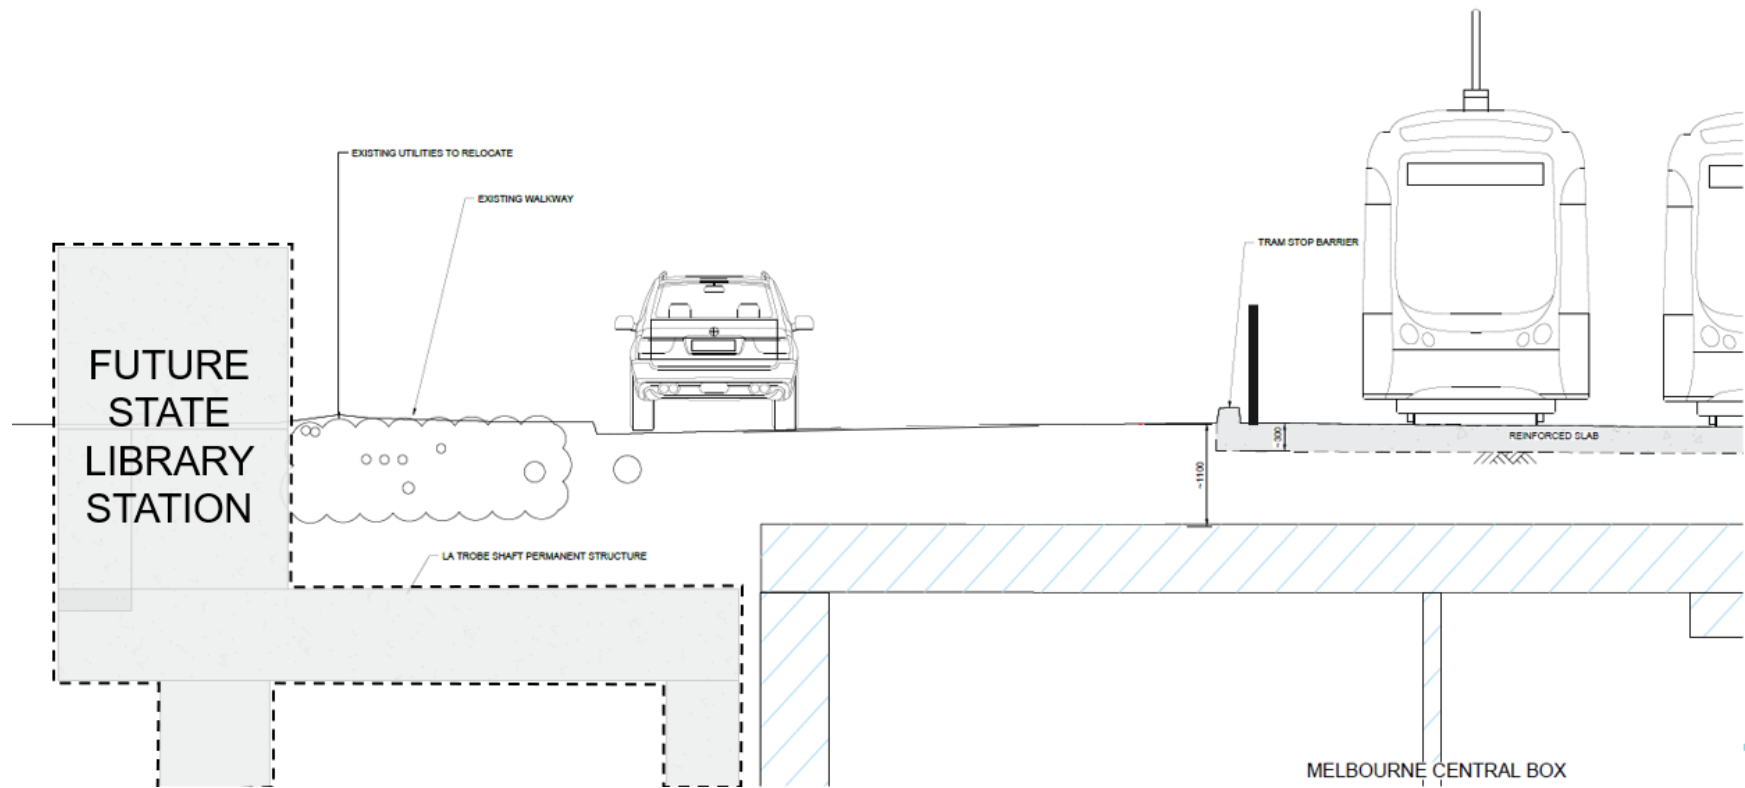 EXISTING UTILITIES TO RELOCATE
EXISTING WALKWAY
TRAM STOP BARRIER
FUTURE
STATE
LIBRARY
STATION
~300
REINFORCED SLAB
~1100
LA TROBE SHAFT PERMANENT STRUCTURE
MELBOURNE CENTRAL BOX